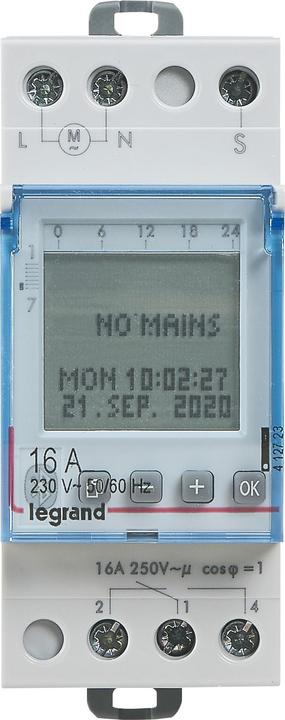 L M N S
0 6 12 18 24
1
7
NO MAINS
MON 10:02:27
21. SEP. 2020
16 A
230 V~ 50/60 Hz
- + OK
legrand
4 127 23
16A 250V~µ cosφ=1
2 1 4